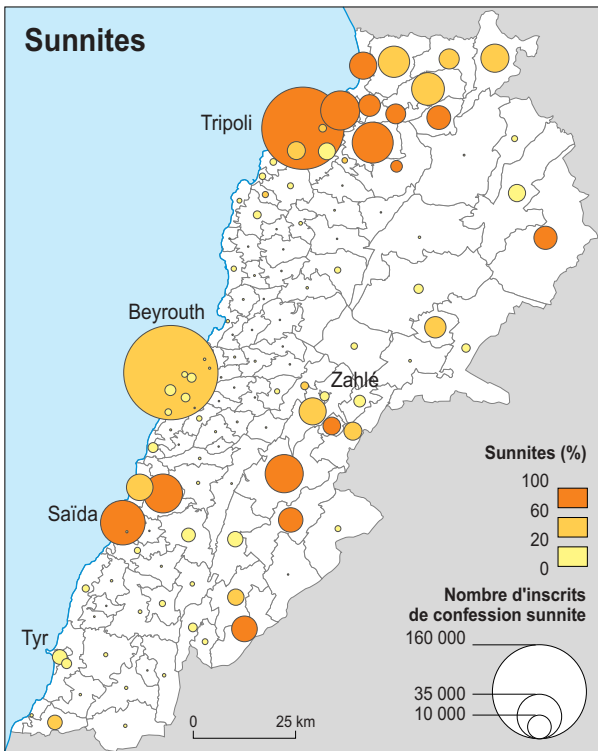 Sunnites
Tripoli
Beyrouth
Zahlé
Saïda
Tyr
Sunnites (%)
100
60
20
0
Nombre d'inscrits
de confession sunnite
160 000
35 000
10 000
0 25 km